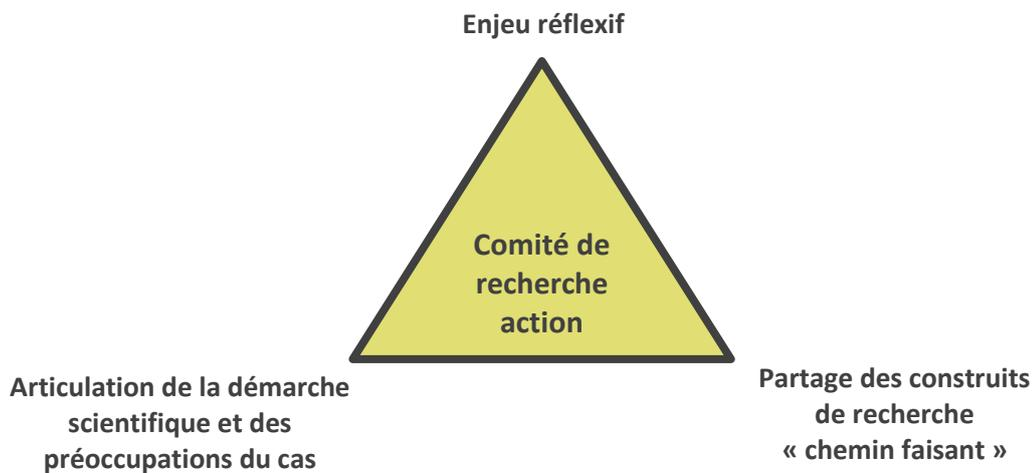 Enjeu réflexif
Comité de
recherche
action
Articulation de la démarche
scientifique et des
préoccupations du cas
Partage des construits
de recherche
« chemin faisant »